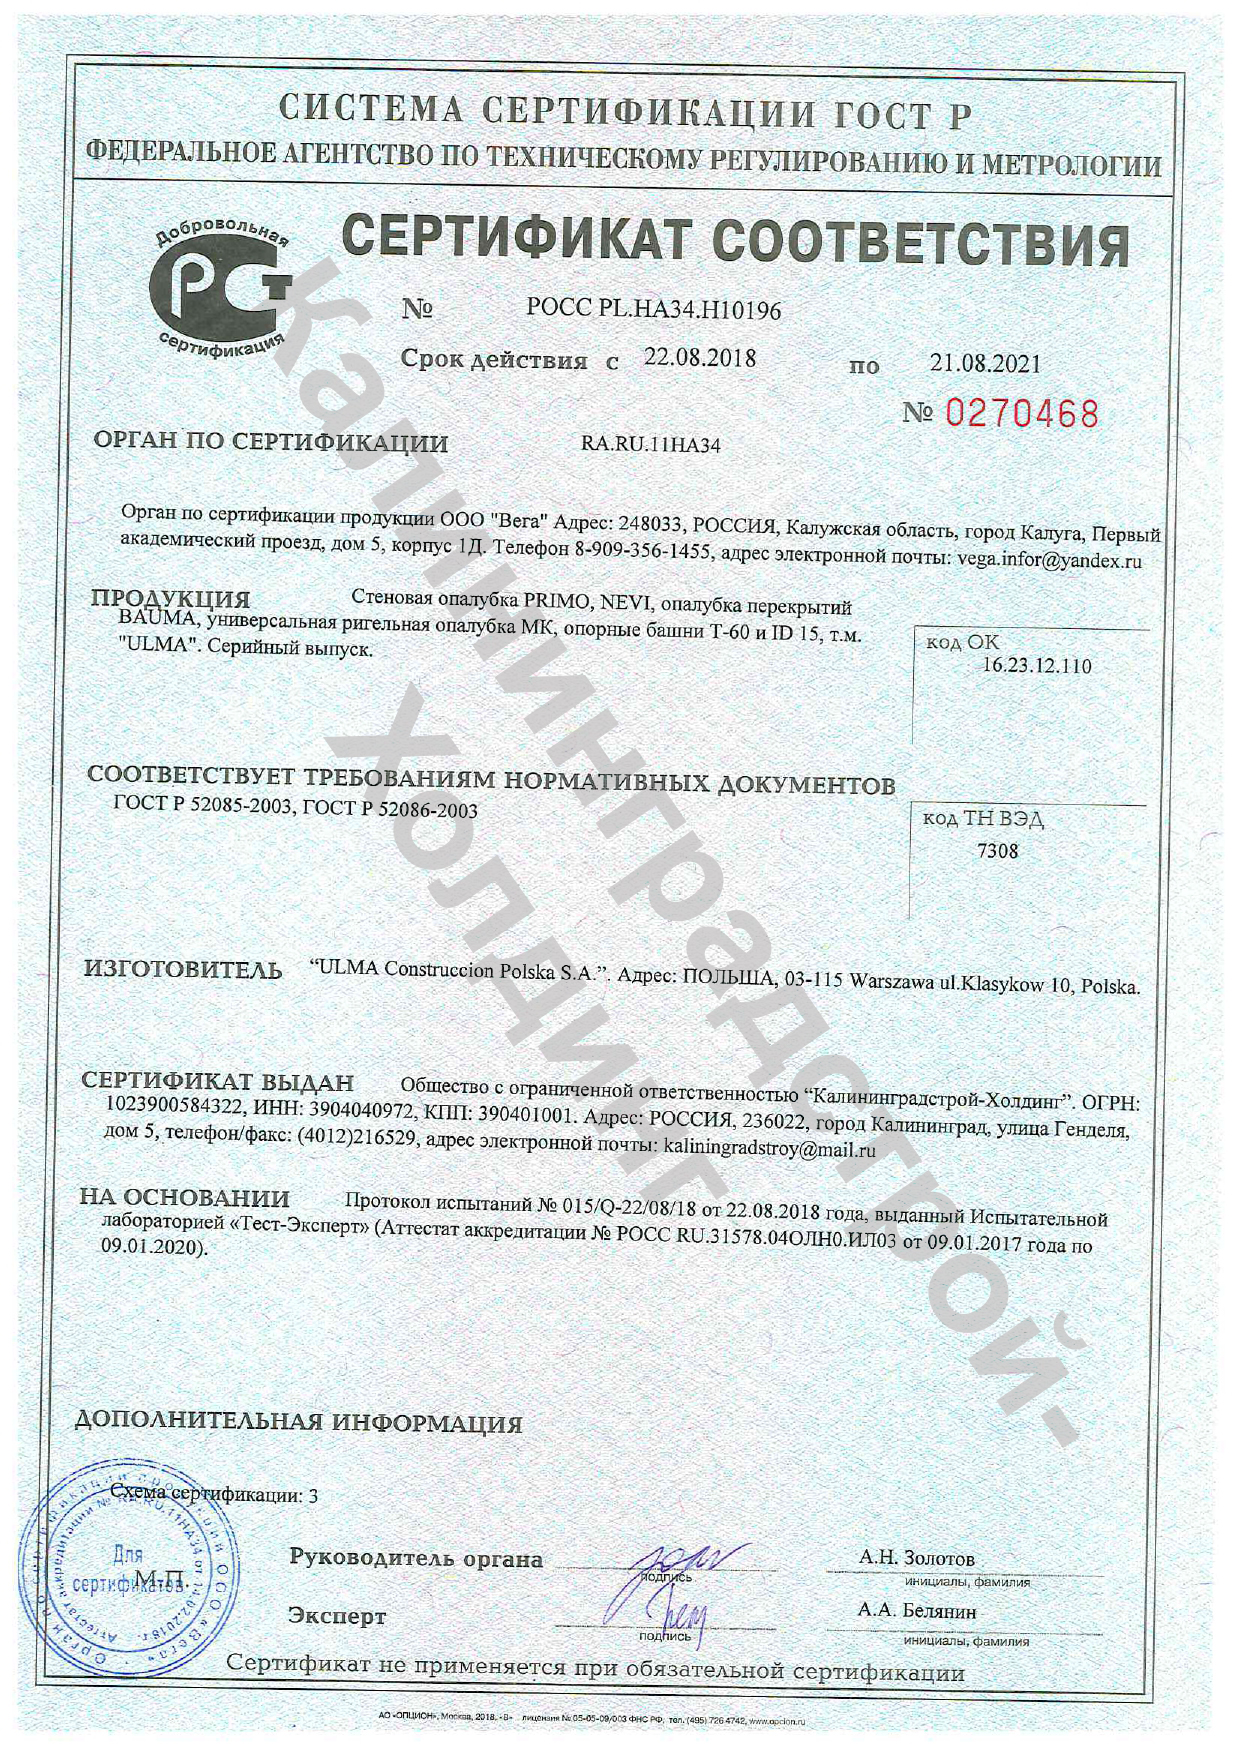 СИСТЕМА СЕРТИФИКАЦИИ ГОСТ Р
ФЕДЕРАЛЬНОЕ АГЕНТСТВО ПО ТЕХНИЧЕСКОМУ РЕГУЛИРОВАНИЮ И МЕТРОЛОГИИ
Добровольная
РСТ
сертификация
СЕРТИФИКАТ СООТВЕТСТВИЯ
№ РОСС PL.HA34.H10196
Срок действия с 22.08.2018 по 21.08.2021
№ 0270468
ОРГАН ПО СЕРТИФИКАЦИИ RA.RU.11HA34
Орган по сертификации продукции ООО "Вега" Адрес: 248033, РОССИЯ, Калужская область, город Калуга, Первый
академический проезд, дом 5, корпус 1Д. Телефон 8-909-356-1455, адрес электронной почты: vega.infor@yandex.ru
ПРОДУКЦИЯ Стеновая опалубка PRIMO, NEVI, опалубка перекрытий
BAUMA, универсальная ригельная опалубка МК, опорные башни Т-60 и ID 15, т.м.
"ULMA". Серийный выпуск.
код ОК
16.23.12.110
СООТВЕТСТВУЕТ ТРЕБОВАНИЯМ НОРМАТИВНЫХ ДОКУМЕНТОВ
ГОСТ Р 52085-2003, ГОСТ Р 52086-2003
код ТН ВЭД
7308
ИЗГОТОВИТЕЛЬ “ULMA Construccion Polska S.A.”. Адрес: ПОЛЬША, 03-115 Warszawa ul.Klasykow 10, Polska.
СЕРТИФИКАТ ВЫДАН Общество с ограниченной ответственностью “Калининградстрой-Холдинг”. ОГРН:
1023900584322, ИНН: 3904040972, КПП: 390401001. Адрес: РОССИЯ, 236022, город Калининград, улица Генделя,
дом 5, телефон/факс: (4012)216529, адрес электронной почты: kaliningradstroy@mail.ru
НА ОСНОВАНИИ Протокол испытаний № 015/Q-22/08/18 от 22.08.2018 года, выданный Испытательной
лабораторией «Тест-Эксперт» (Аттестат аккредитации № РОСС RU.31578.04ОЛН0.ИЛ03 от 09.01.2017 года по
09.01.2020).
Калининградстрой-
Холдинг
ДОПОЛНИТЕЛЬНАЯ ИНФОРМАЦИЯ
Схема сертификации: 3
Орган по сертификации продукции ООО «Вега»
Аттестат аккредитации № RA.RU.11НА34 от 14.02.2018 г.
Для
сертификатов
М.П.
Руководитель органа
подпись
А.Н. Золотов
инициалы, фамилия
Эксперт
подпись
А.А. Белянин
инициалы, фамилия
Сертификат не применяется при обязательной сертификации
АО «ОПЦИОН», Москва, 2018, «В» лицензия № 05-05-09/003 ФНС РФ, тел. (495) 726 4742, www.opcion.ru